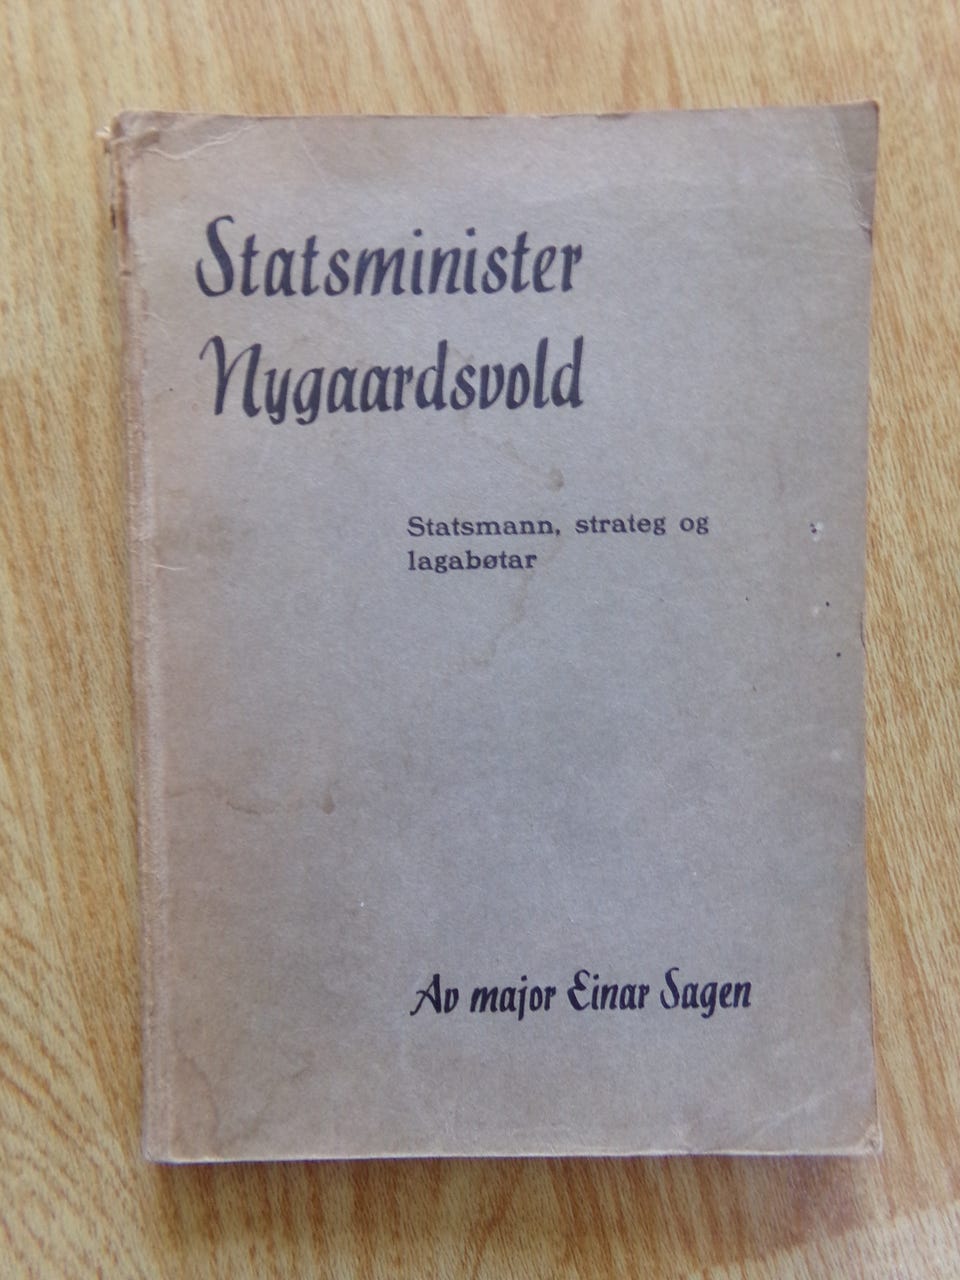 Statsminister
Nygaardsvold
Statsmann, strateg og
lagabøtar
Av major Einar Sagen